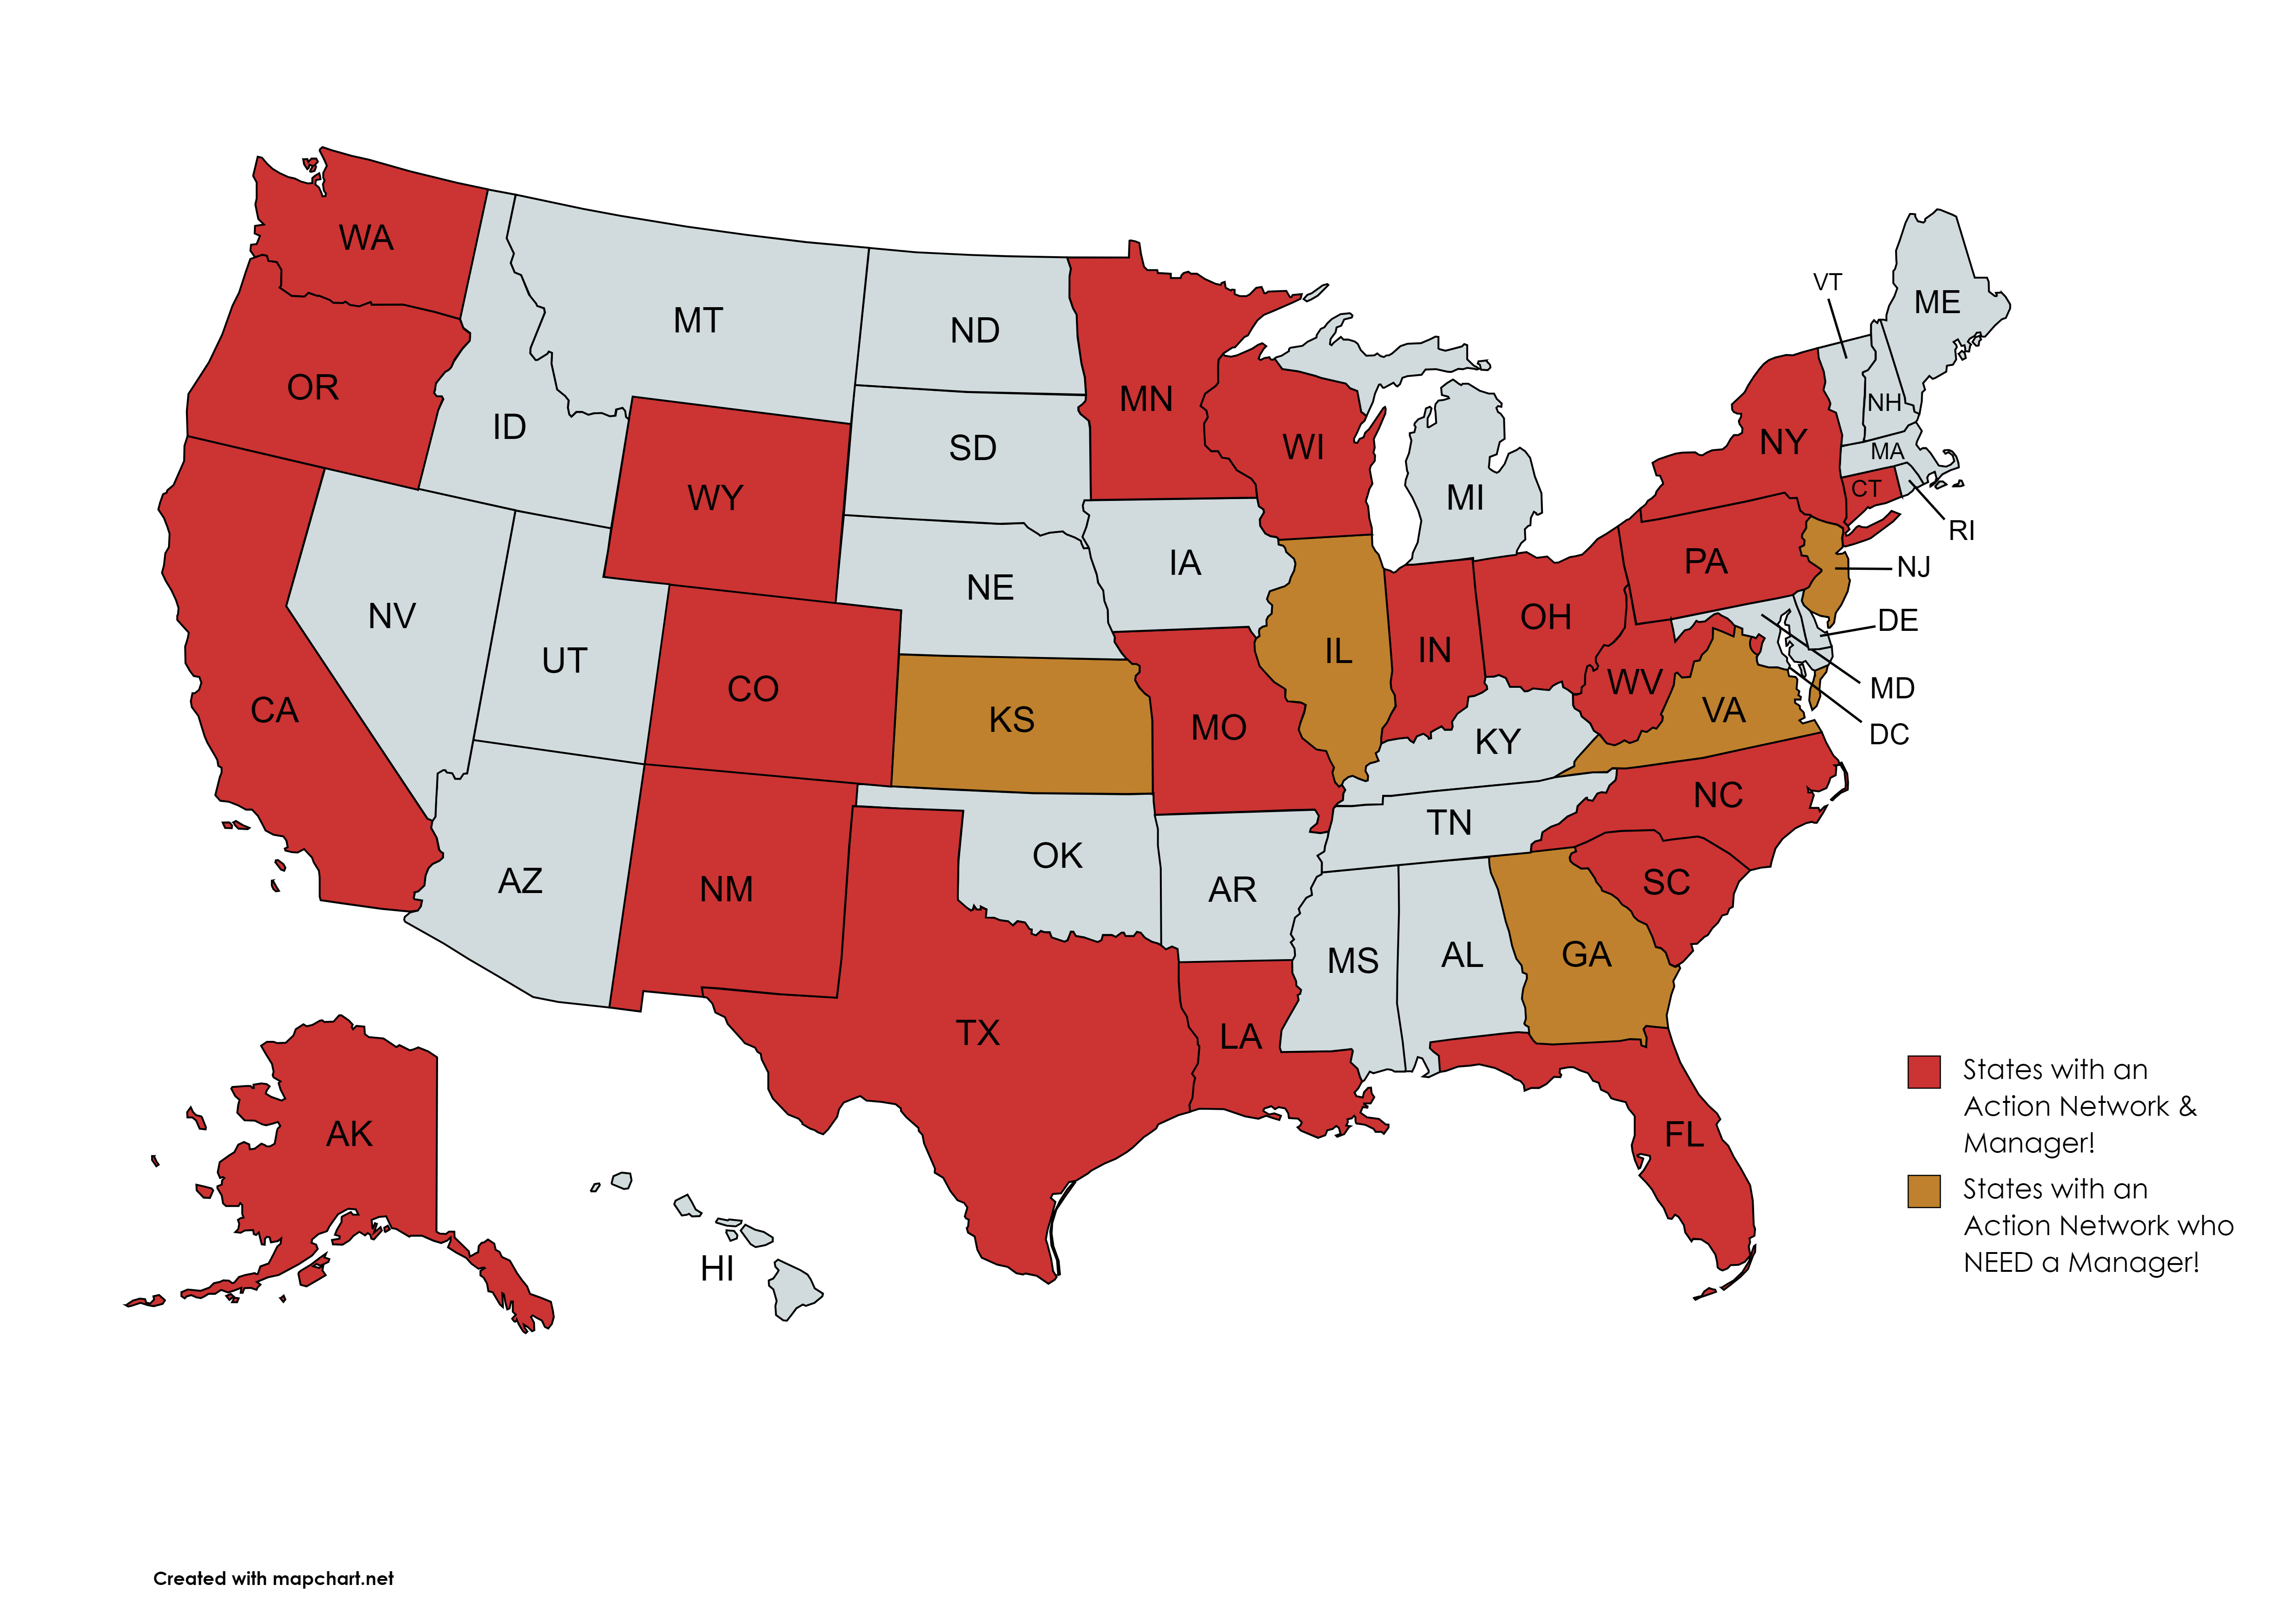 WA
MT
ND
MN
VT
ME
OR
ID
SD
WI
NH
NY
MA
WY
MI
CT
RI
IA
PA
NJ
NE
NV
OH
DE
UT
IL
IN
CO
WV
MD
CA
KS
MO
VA
DC
KY
NC
TN
OK
AZ
NM
AR
SC
MS
AL
GA
TX
LA
AK
FL
HI
States with an
Action Network &
Manager!
States with an
Action Network who
NEED a Manager!
Created with mapchart.net